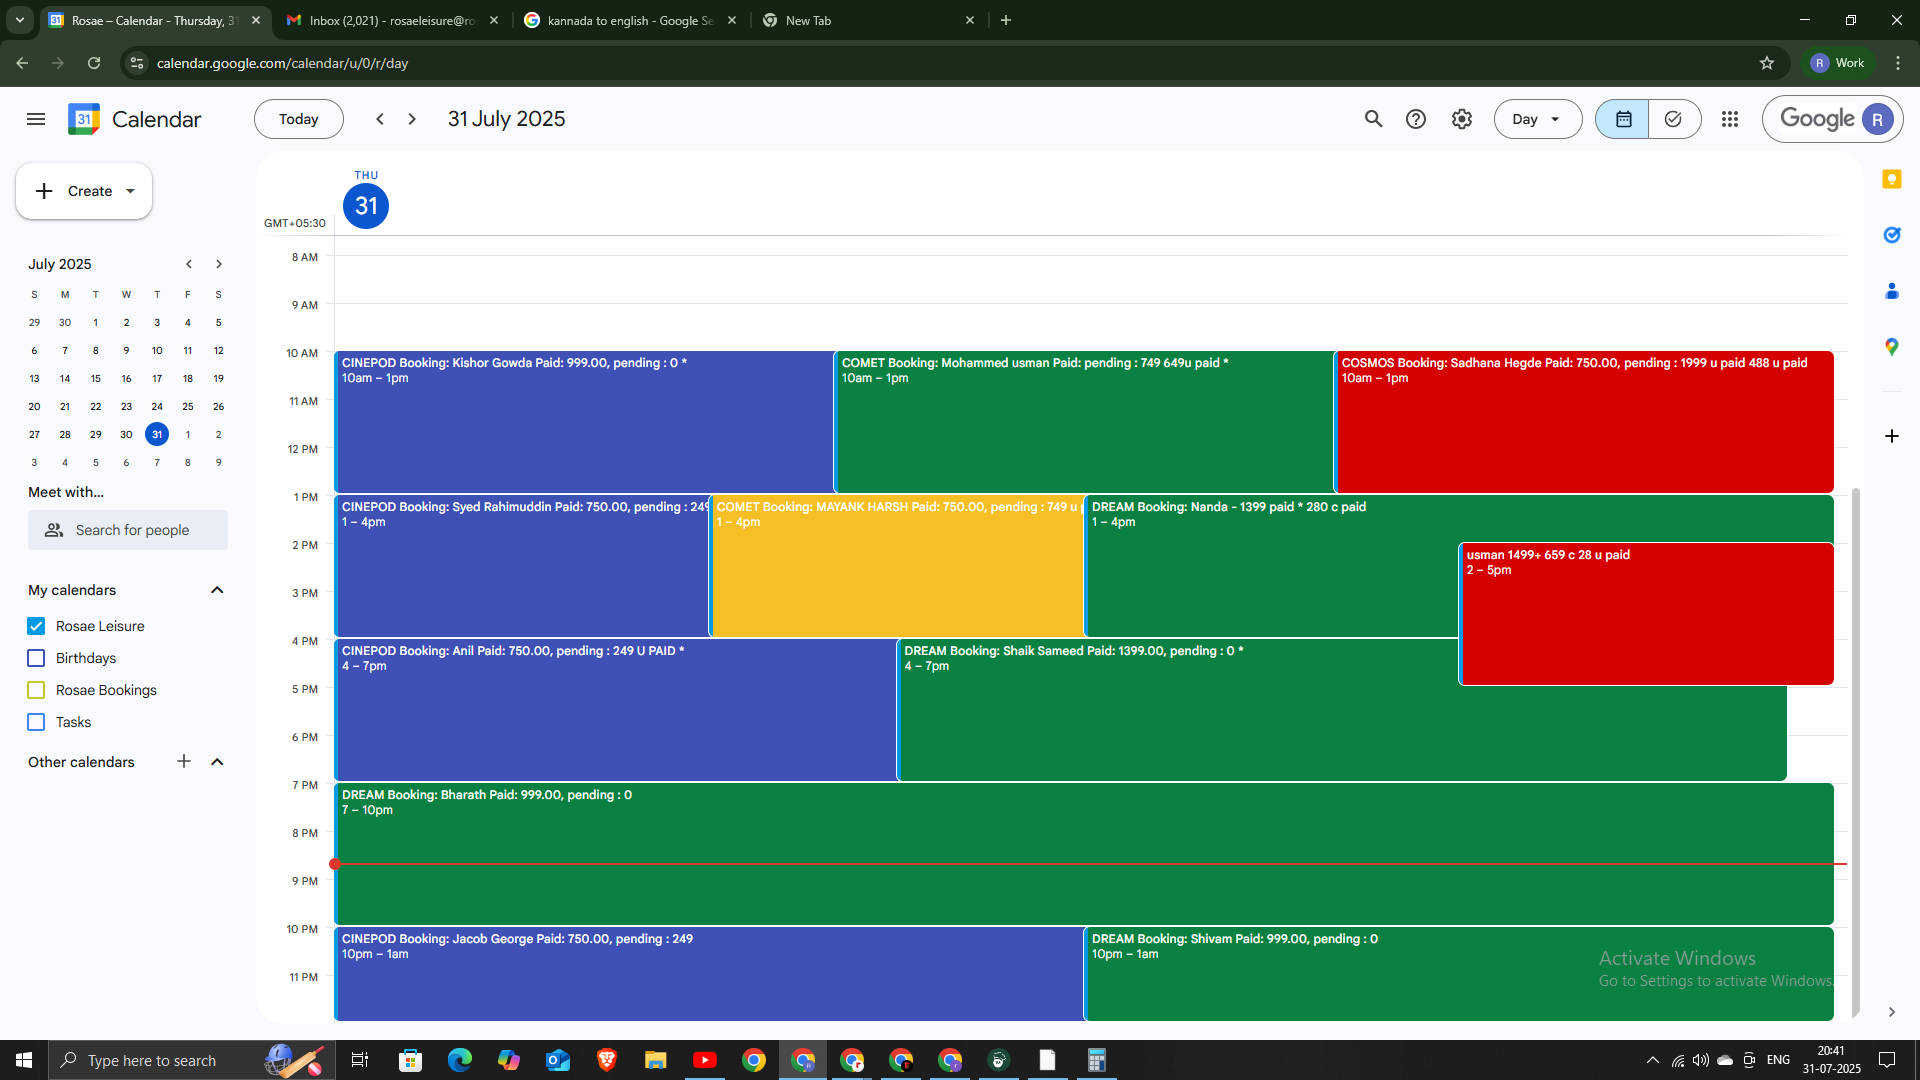 Rosae – Calendar - Thursday, 31
Inbox (2,021) - rosaeleisure@ro
kannada to english - Google Se
New Tab
calendar.google.com/calendar/u/0/r/day
R Work
31 Calendar
Today
31 July 2025
Day
Google R
Create
THU
31
GMT+05:30
July 2025
S M T W T F S
29 30 1 2 3 4 5
6 7 8 9 10 11 12
13 14 15 16 17 18 19
20 21 22 23 24 25 26
27 28 29 30 31 1 2
3 4 5 6 7 8 9
Meet with...
Search for people
My calendars
Rosae Leisure
Birthdays
Rosae Bookings
Tasks
Other calendars
8 AM
9 AM
10 AM
11 AM
12 PM
1 PM
2 PM
3 PM
4 PM
5 PM
6 PM
7 PM
8 PM
9 PM
10 PM
11 PM
CINEPOD Booking: Kishor Gowda Paid: 999.00, pending : 0 *
10am – 1pm
COMET Booking: Mohammed usman Paid: pending : 749 649u paid *
10am – 1pm
COSMOS Booking: Sadhana Hegde Paid: 750.00, pending : 1999 u paid 488 u paid
10am – 1pm
CINEPOD Booking: Syed Rahimuddin Paid: 750.00, pending : 249
1 – 4pm
COMET Booking: MAYANK HARSH Paid: 750.00, pending : 749 u p
1 – 4pm
DREAM Booking: Nanda - 1399 paid * 280 c paid
1 – 4pm
usman 1499+ 659 c 28 u paid
2 – 5pm
CINEPOD Booking: Anil Paid: 750.00, pending : 249 U PAID *
4 – 7pm
DREAM Booking: Shaik Sameed Paid: 1399.00, pending : 0 *
4 – 7pm
DREAM Booking: Bharath Paid: 999.00, pending : 0
7 – 10pm
CINEPOD Booking: Jacob George Paid: 750.00, pending : 249
10pm – 1am
DREAM Booking: Shivam Paid: 999.00, pending : 0
10pm – 1am
Activate Windows
Go to Settings to activate Windows.
Type here to search
ENG
20:41
31-07-2025